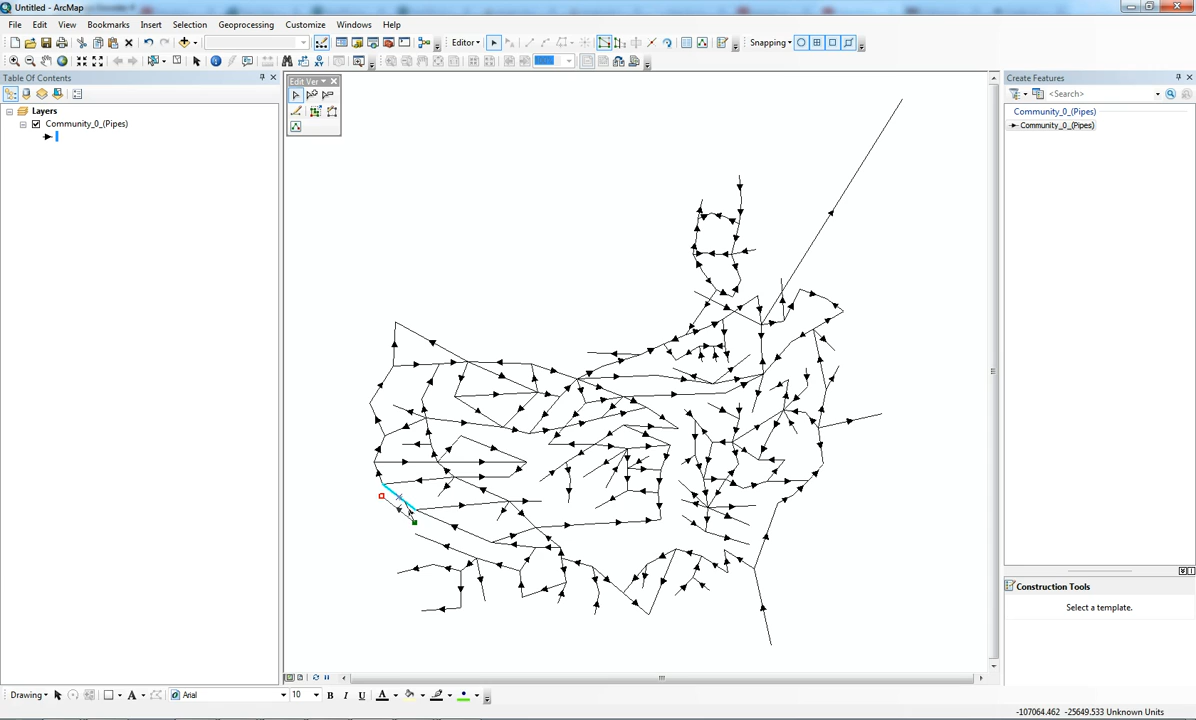 Untitled - ArcMap
File Edit View Bookmarks Insert Selection Geoprocessing Customize Windows Help
Editor Snapping
Table Of Contents
Layers
Community_0_(Pipes)
Edit Ver
Create Features
<Search>
Community_0_(Pipes)
Community_0_(Pipes)
Construction Tools
Select a template.
Drawing A Arial 10 B I U A
-107064.462 -25649.533 Unknown Units